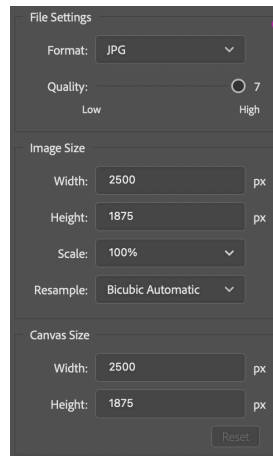 File Settings
Format: JPG
Quality: 7
Low High
Image Size
Width: 2500 px
Height: 1875 px
Scale: 100%
Resample: Bicubic Automatic
Canvas Size
Width: 2500 px
Height: 1875 px
Reset